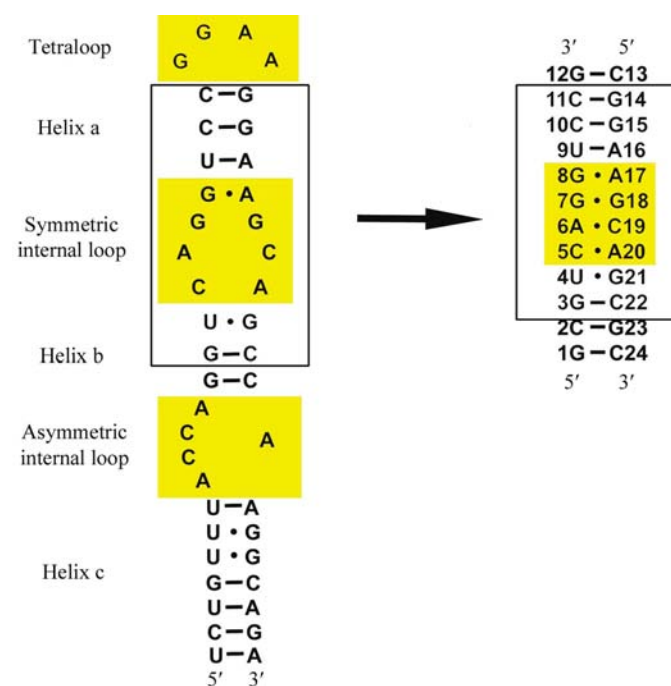 Tetraloop
G G A A
C–G
Helix a
C–G
U–A
G•A
Symmetric
internal loop
G G
A C
C A
U•G
Helix b
G–C
G–C
A
Asymmetric
internal loop
C
C A
A
U–A
U•G
U•G
Helix c
G–C
U–A
C–G
U–A
5′ 3′
3′ 5′
12G–C13
11C–G14
10C–G15
9U–A16
8G•A17
7G•G18
6A•C19
5C•A20
4U•G21
3G–C22
2C–G23
1G–C24
5′ 3′